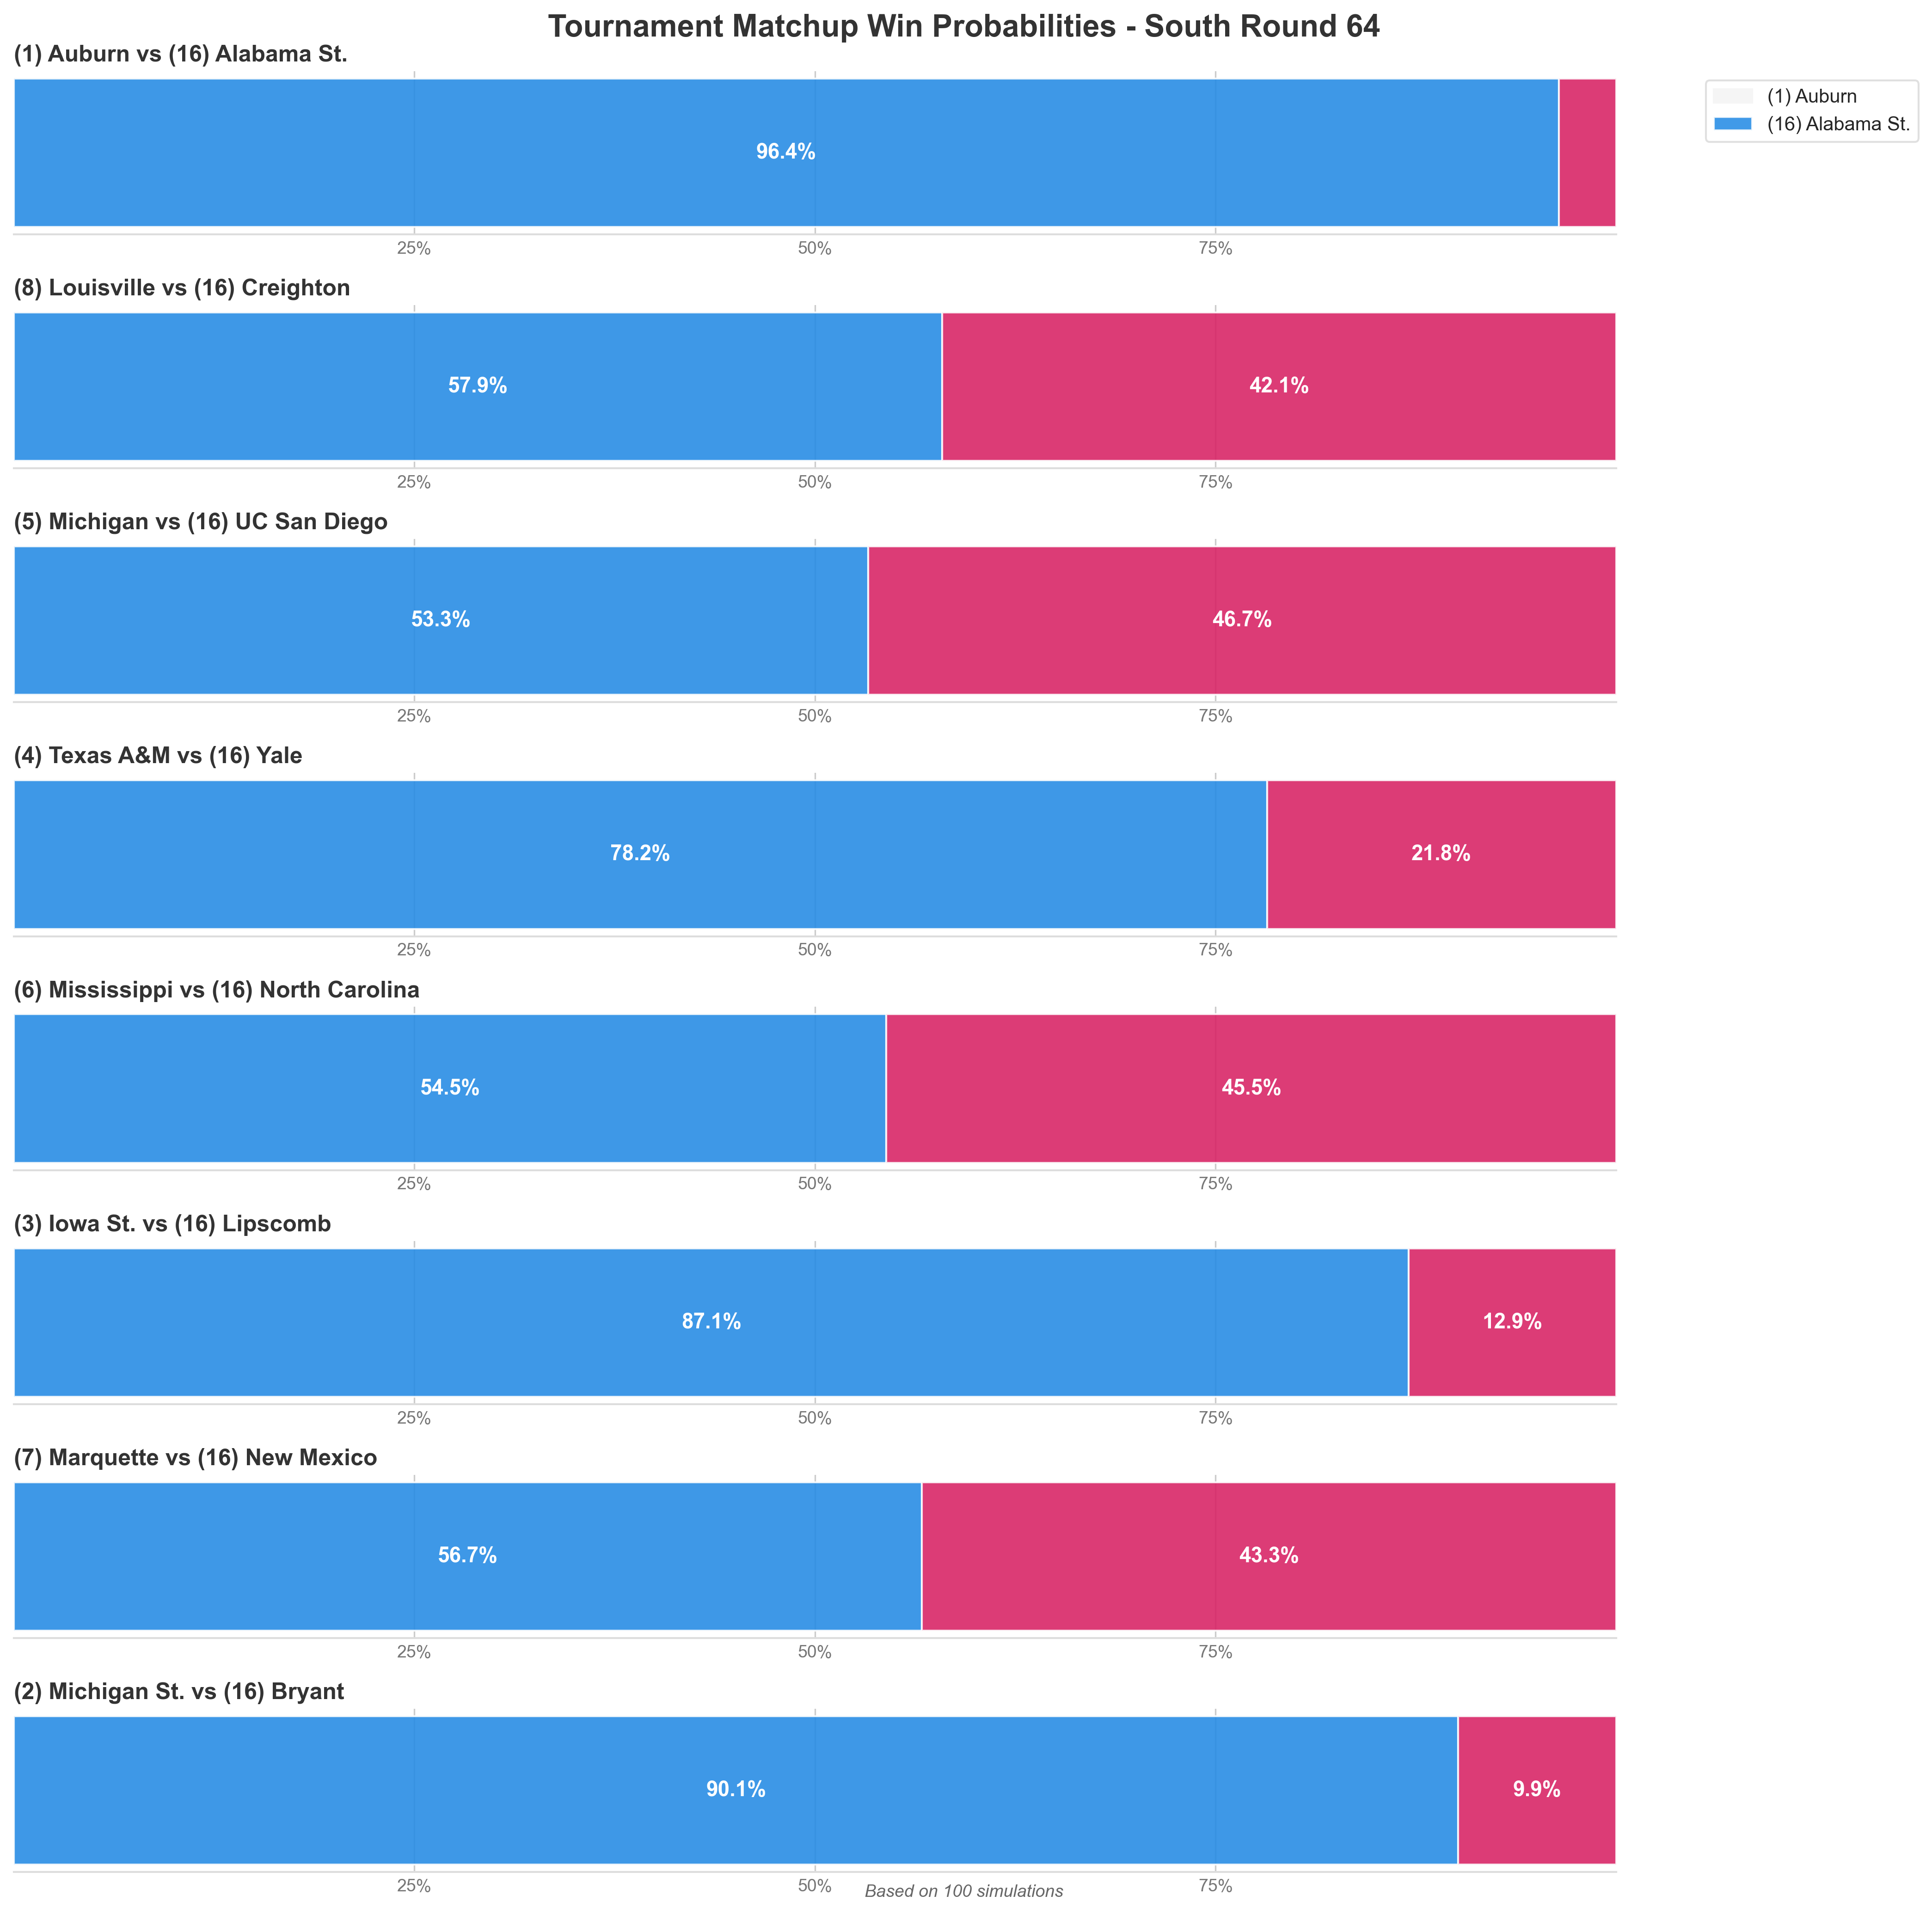 Tournament Matchup Win Probabilities - South Round 64
(1) Auburn vs (16) Alabama St.
96.4%
(1) Auburn
(16) Alabama St.
25% 50% 75%
(8) Louisville vs (16) Creighton
57.9% 42.1%
25% 50% 75%
(5) Michigan vs (16) UC San Diego
53.3% 46.7%
25% 50% 75%
(4) Texas A&M vs (16) Yale
78.2% 21.8%
25% 50% 75%
(6) Mississippi vs (16) North Carolina
54.5% 45.5%
25% 50% 75%
(3) Iowa St. vs (16) Lipscomb
87.1% 12.9%
25% 50% 75%
(7) Marquette vs (16) New Mexico
56.7% 43.3%
25% 50% 75%
(2) Michigan St. vs (16) Bryant
90.1% 9.9%
25% 50% 75%
Based on 100 simulations